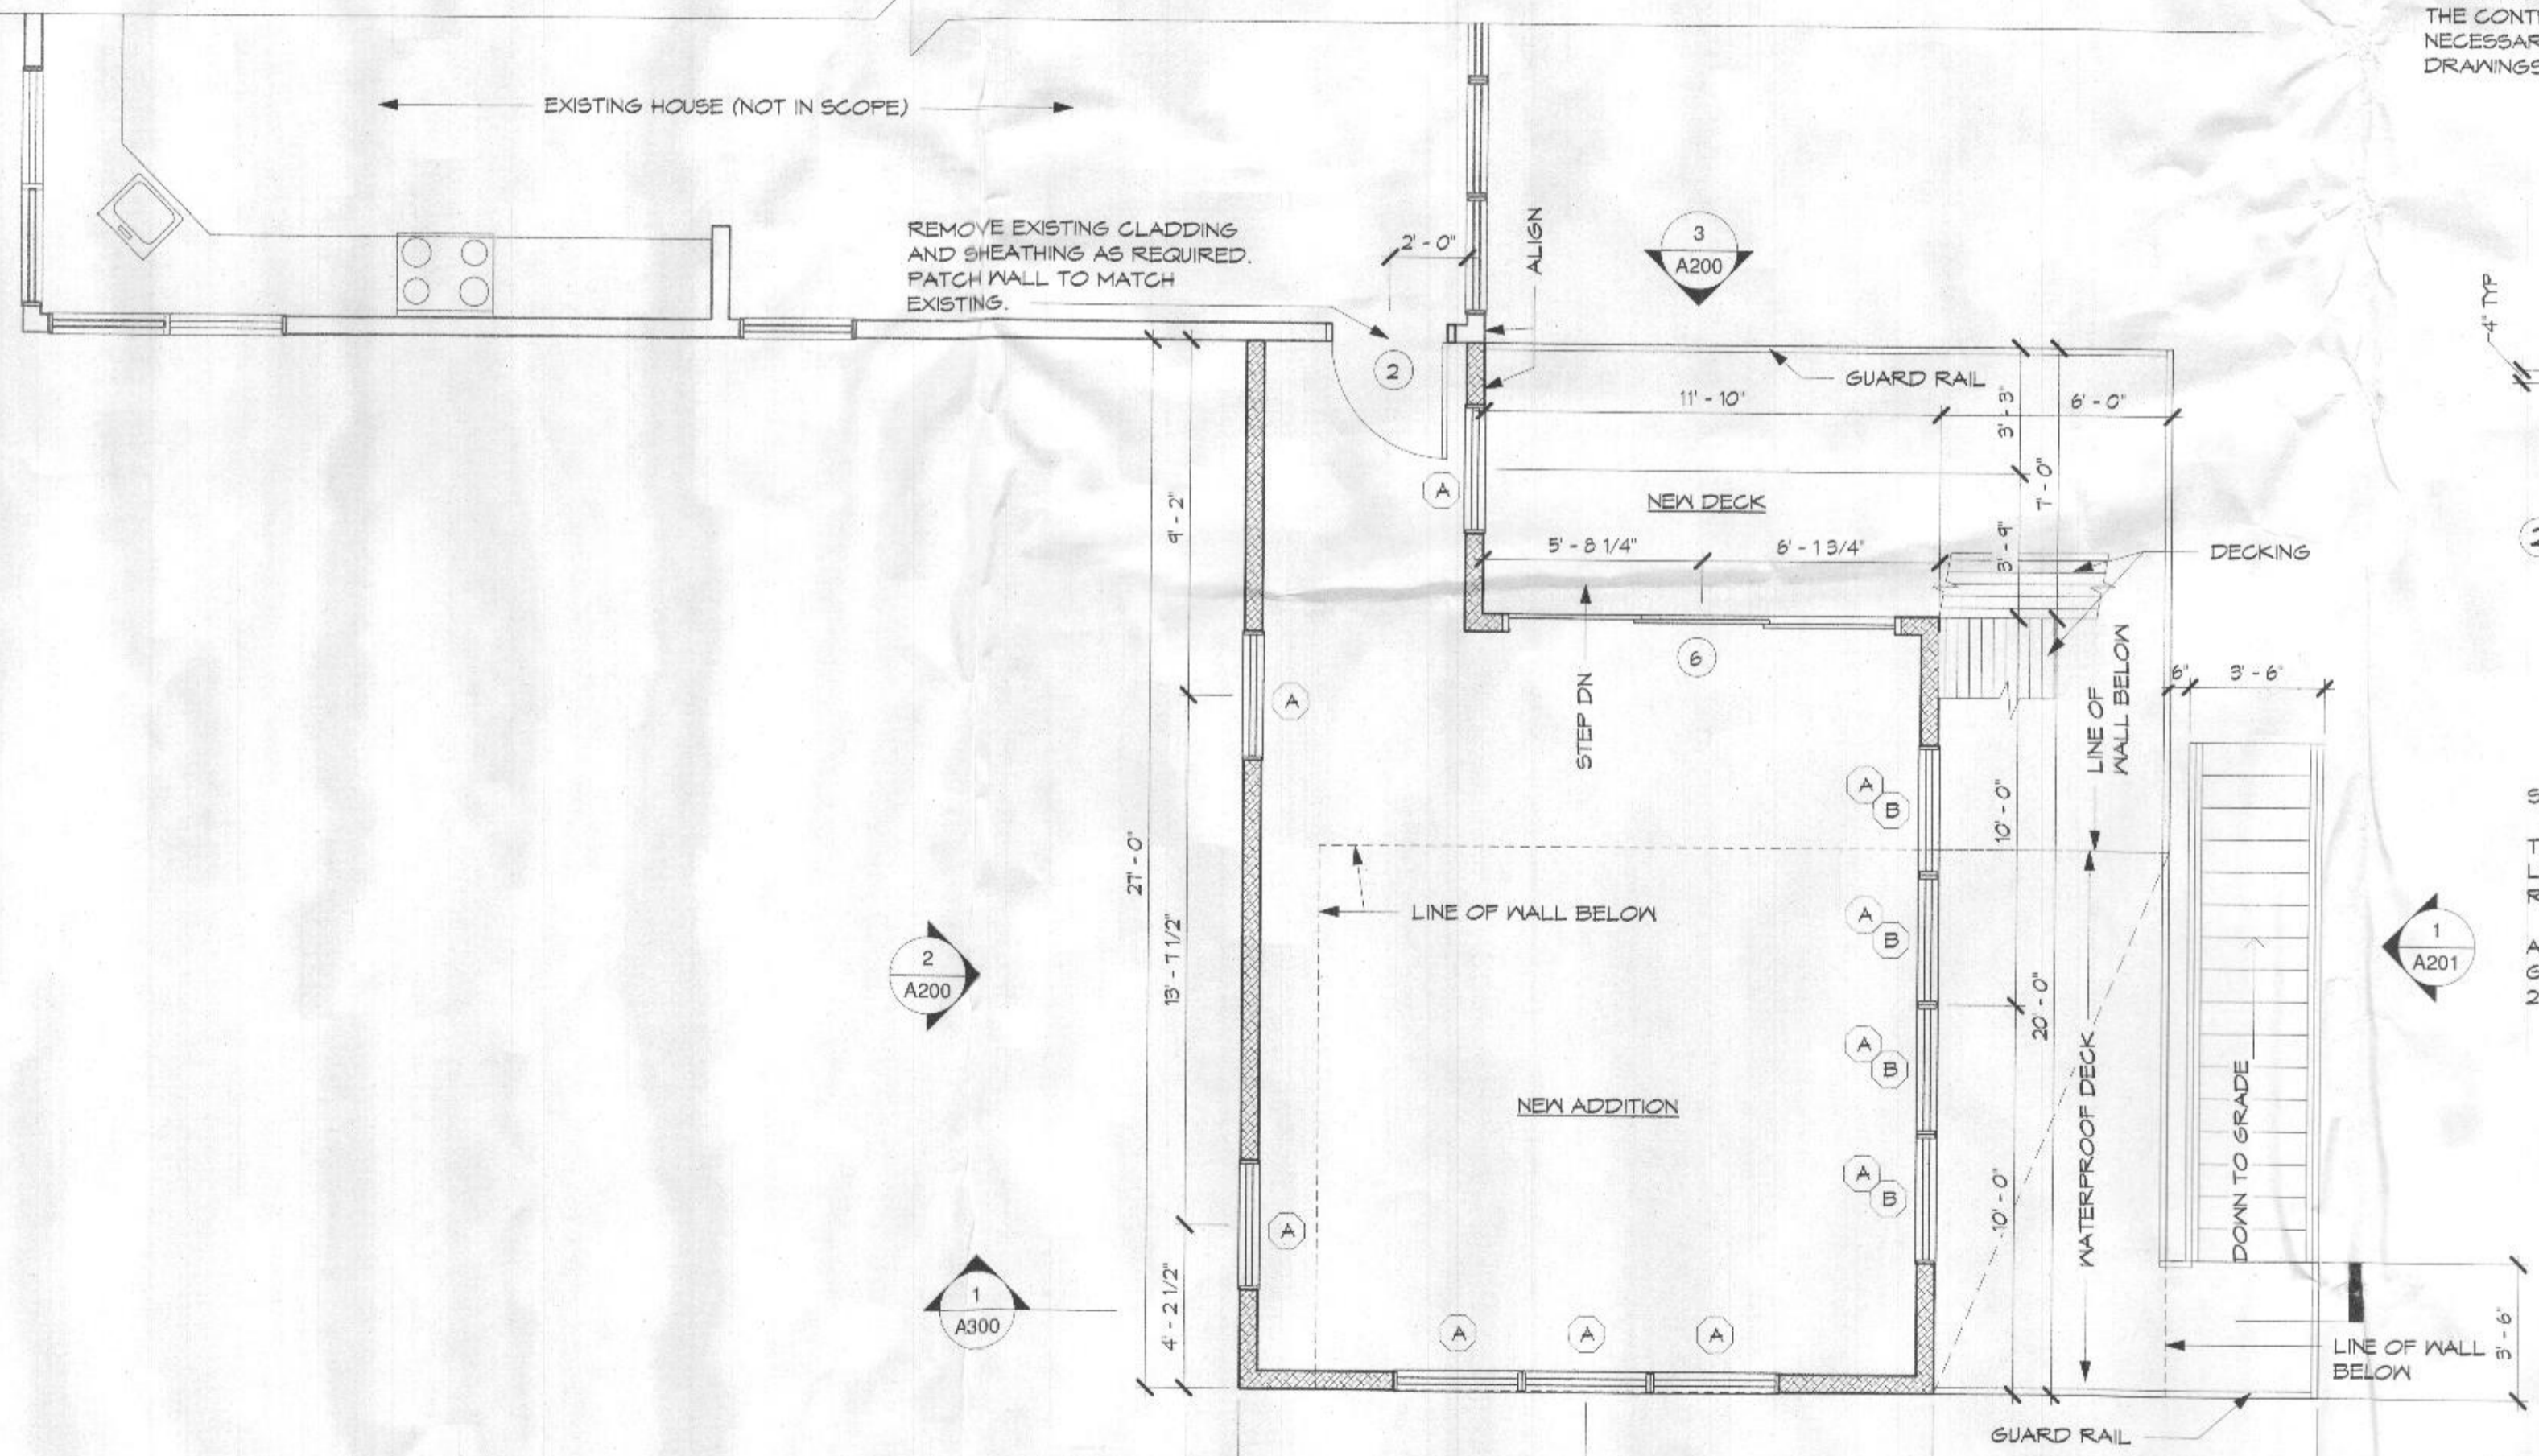 THE CONT
NECESSAR
DRAWINGS
EXISTING HOUSE (NOT IN SCOPE)
REMOVE EXISTING CLADDING
AND SHEATHING AS REQUIRED.
PATCH WALL TO MATCH
EXISTING.
2' - 0"
ALIGN
3
A200
4" TYP
2
GUARD RAIL
11' - 10"
3' - 3"
6' - 0"
A
NEW DECK
7' - 0"
9' - 2"
5' - 8 1/4"
6' - 1 3/4"
3' - 9"
DECKING
6
A
STEP DN
LINE OF
WALL BELOW
6"
3' - 6"
A
B
10' - 0"
27' - 0"
LINE OF WALL BELOW
A
B
2
A200
13' - 7 1/2"
1
A201
20' - 0"
A
B
NEW ADDITION
WATERPROOF DECK
DOWN TO GRADE
A
B
10' - 0"
A
1
A300
4' - 2 1/2"
A
A
A
LINE OF WALL
BELOW
3' - 6"
GUARD RAIL